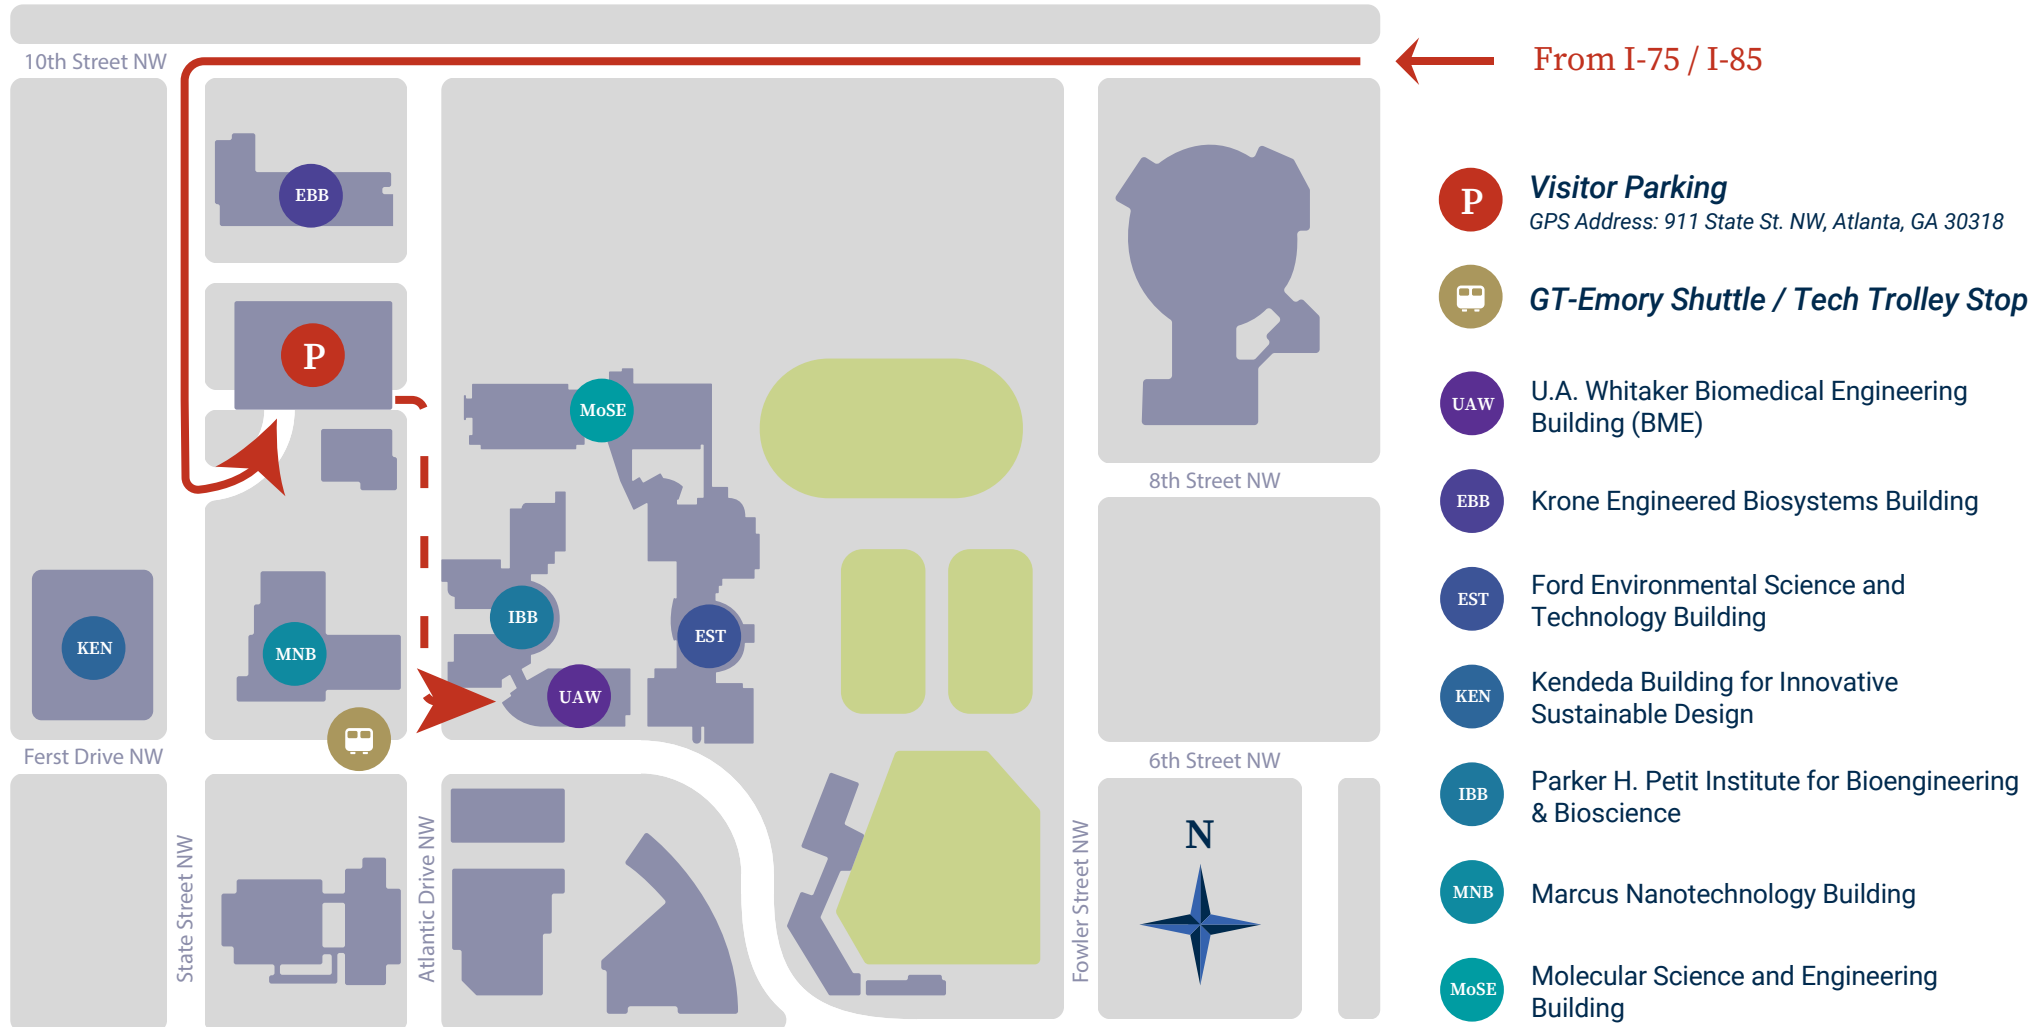 10th Street NW
From I-75 / I-85
EBB
P
MoSE
8th Street NW
IBB
EST
KEN
MNB
UAW
Ferst Drive NW
6th Street NW
State Street NW
Atlantic Drive NW
Fowler Street NW
N
P
Visitor Parking
GPS Address: 911 State St. NW, Atlanta, GA 30318
GT-Emory Shuttle / Tech Trolley Stop
UAW
U.A. Whitaker Biomedical Engineering
Building (BME)
EBB
Krone Engineered Biosystems Building
EST
Ford Environmental Science and
Technology Building
KEN
Kendeda Building for Innovative
Sustainable Design
IBB
Parker H. Petit Institute for Bioengineering
& Bioscience
MNB
Marcus Nanotechnology Building
MoSE
Molecular Science and Engineering
Building